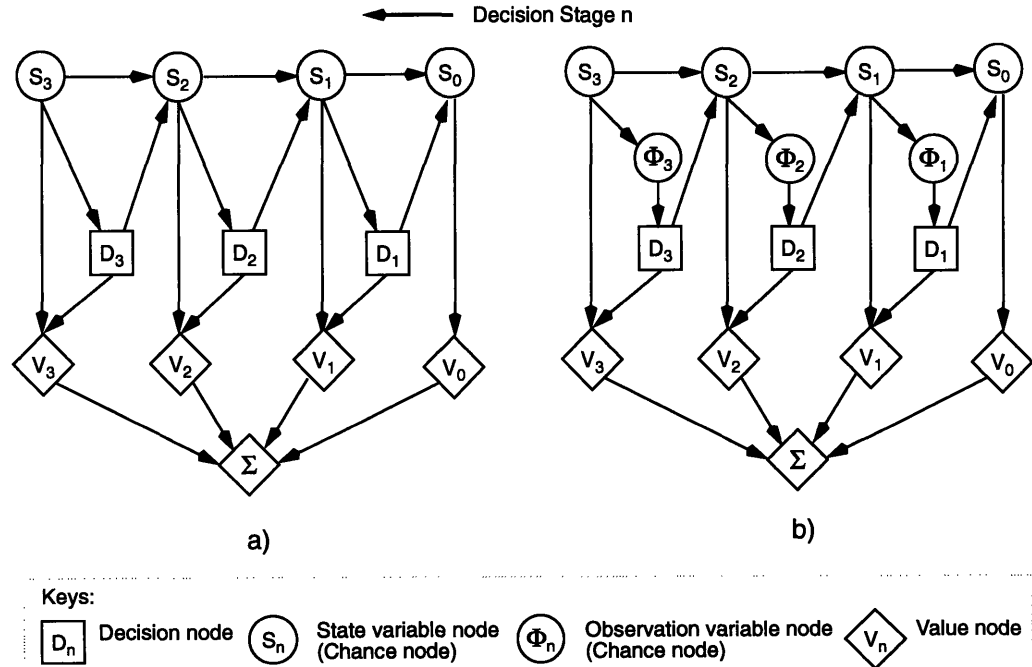 Decision Stage n
S3 S2 S1 S0
D3 D2 D1
V3 V2 V1 V0
Σ
a)
S3 S2 S1 S0
Φ3 Φ2 Φ1
D3 D2 D1
V3 V2 V1 V0
Σ
b)
Keys:
Dn Decision node
Sn State variable node
(Chance node)
Φn Observation variable node
(Chance node)
Vn Value node